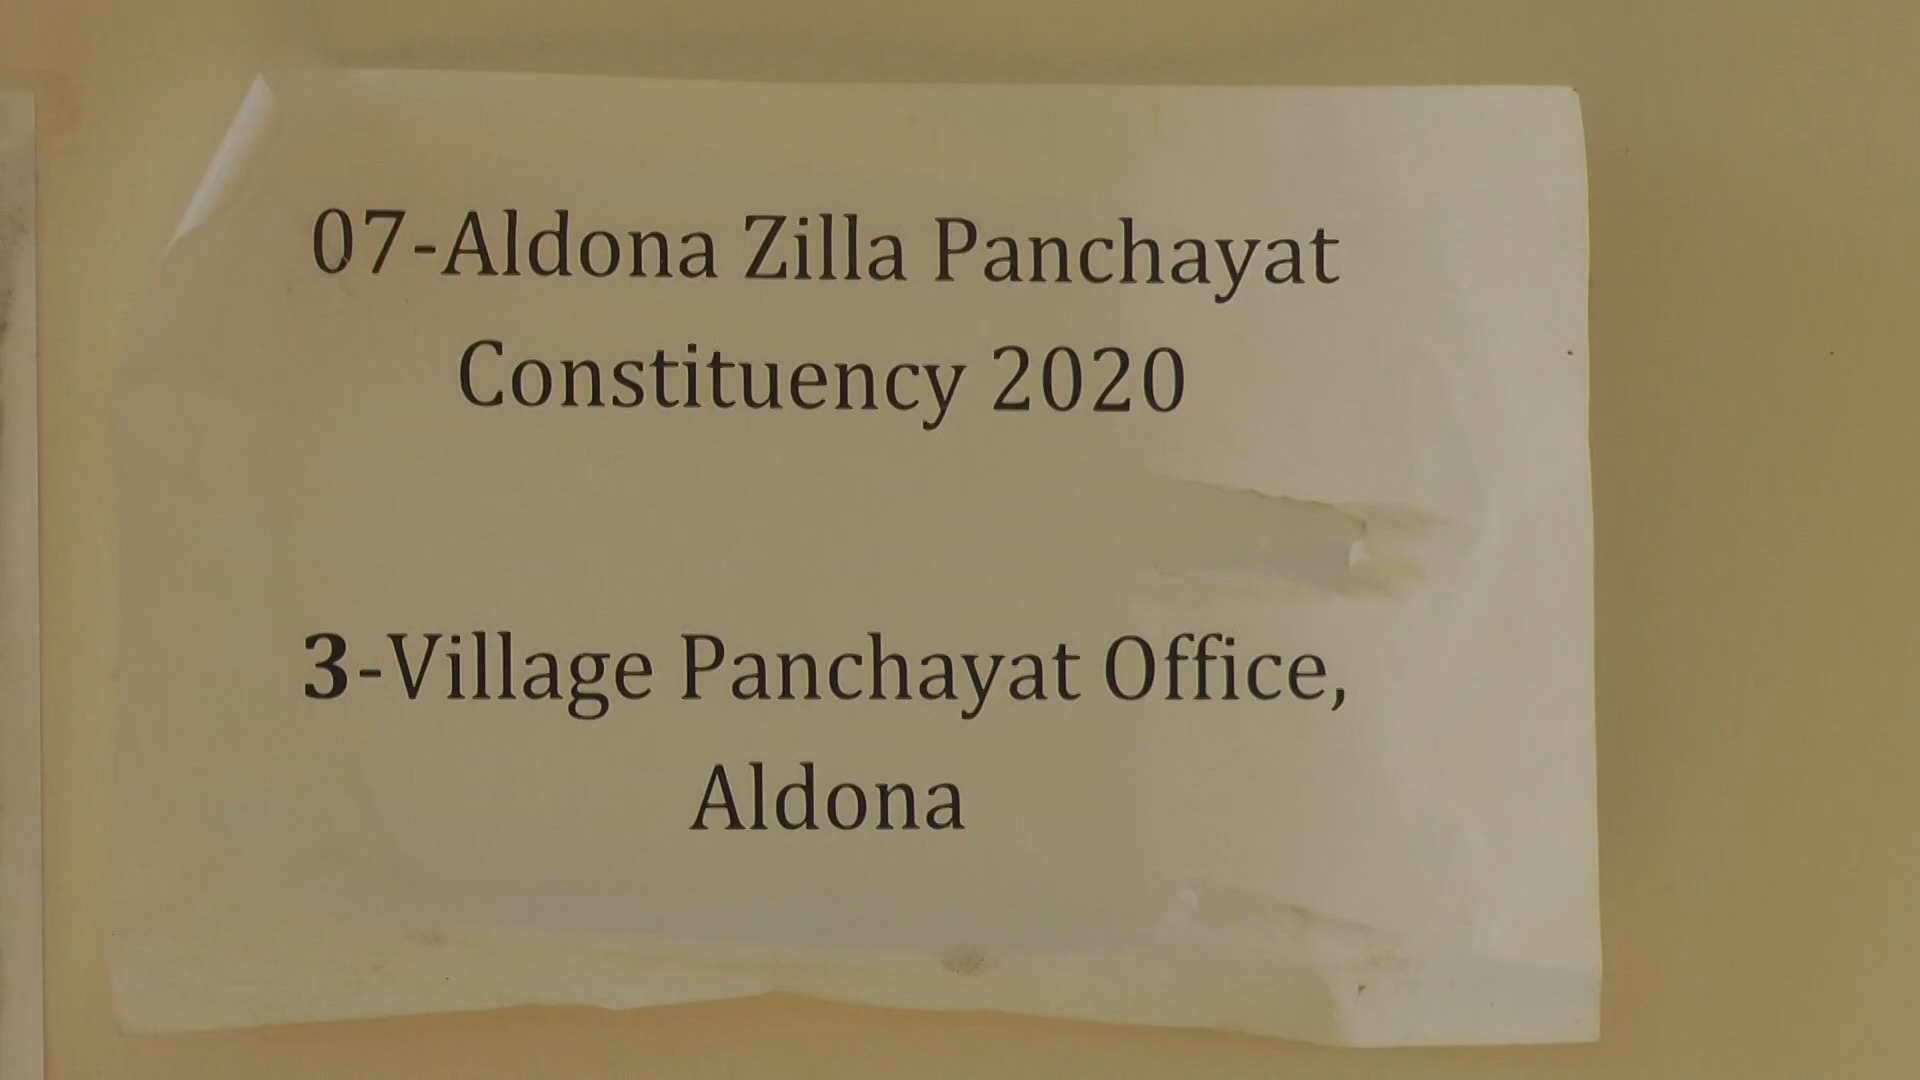 07-Aldona Zilla Panchayat
Constituency 2020
3-Village Panchayat Office,
Aldona